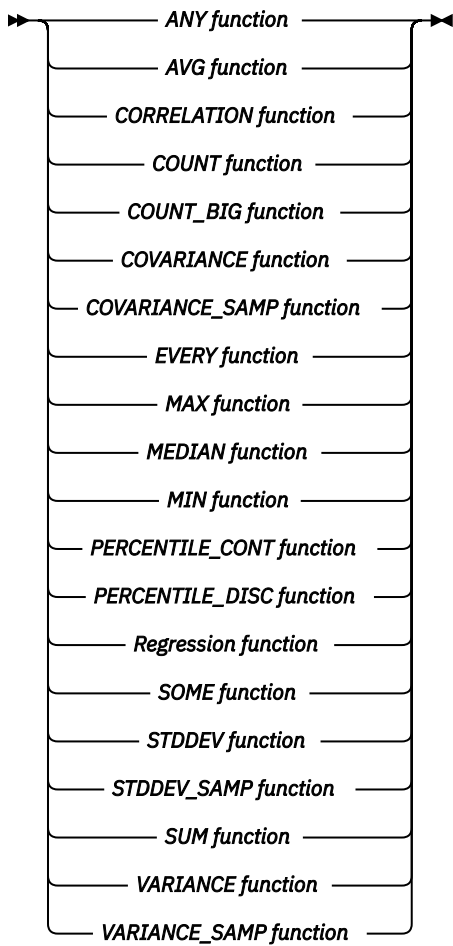 ANY function
AVG function
CORRELATION function
COUNT function
COUNT_BIG function
COVARIANCE function
COVARIANCE_SAMP function
EVERY function
MAX function
MEDIAN function
MIN function
PERCENTILE_CONT function
PERCENTILE_DISC function
Regression function
SOME function
STDDEV function
STDDEV_SAMP function
SUM function
VARIANCE function
VARIANCE_SAMP function